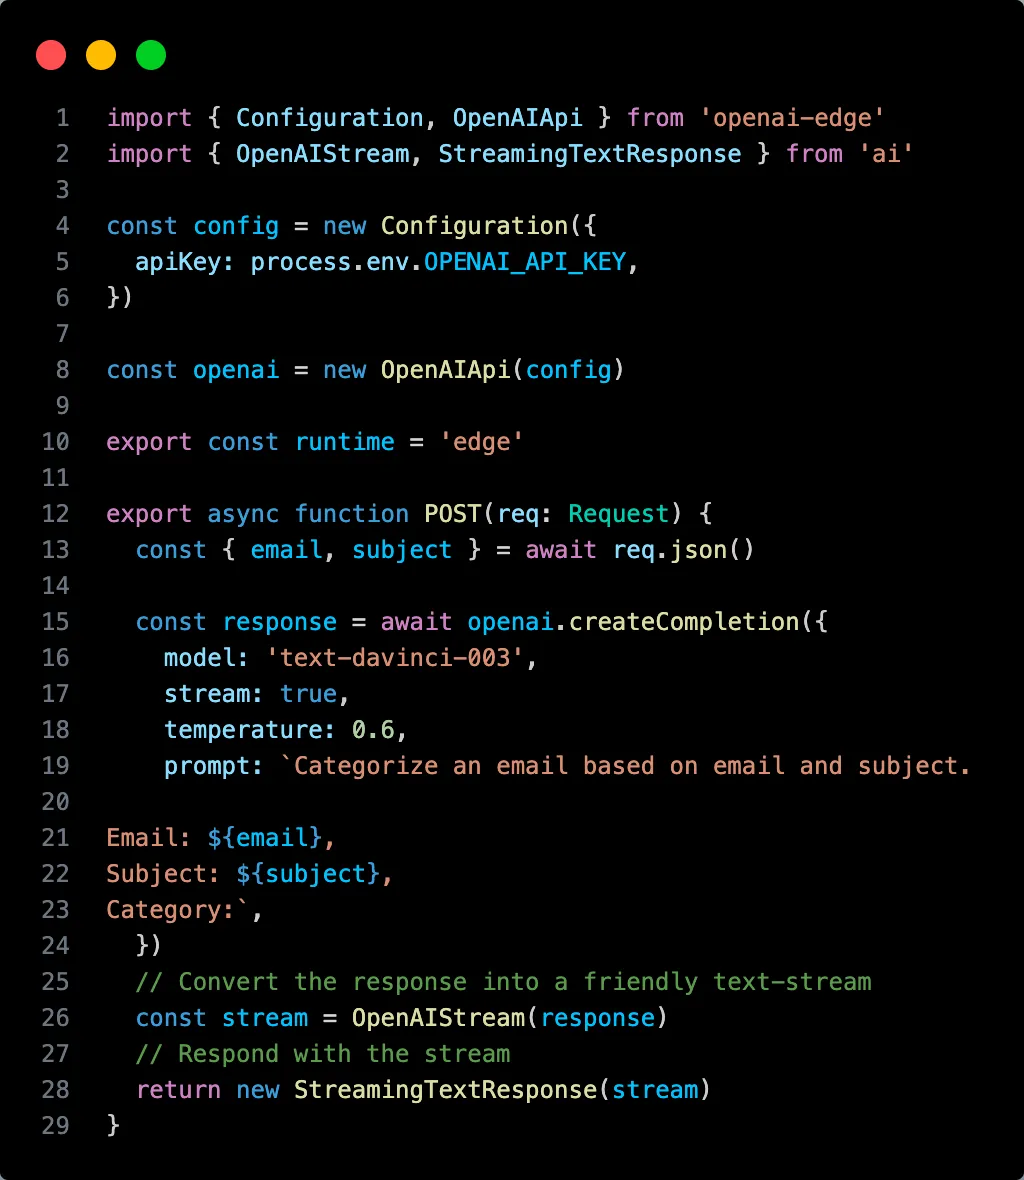 1 import { Configuration, OpenAIApi } from 'openai-edge'
2 import { OpenAIStream, StreamingTextResponse } from 'ai'
3
4 const config = new Configuration({
5   apiKey: process.env.OPENAI_API_KEY,
6 })
7
8 const openai = new OpenAIApi(config)
9
10 export const runtime = 'edge'
11
12 export async function POST(req: Request) {
13   const { email, subject } = await req.json()
14
15   const response = await openai.createCompletion({
16     model: 'text-davinci-003',
17     stream: true,
18     temperature: 0.6,
19     prompt: `Categorize an email based on email and subject.
20
21 Email: ${email},
22 Subject: ${subject},
23 Category:`,
24   })
25   // Convert the response into a friendly text-stream
26   const stream = OpenAIStream(response)
27   // Respond with the stream
28   return new StreamingTextResponse(stream)
29 }